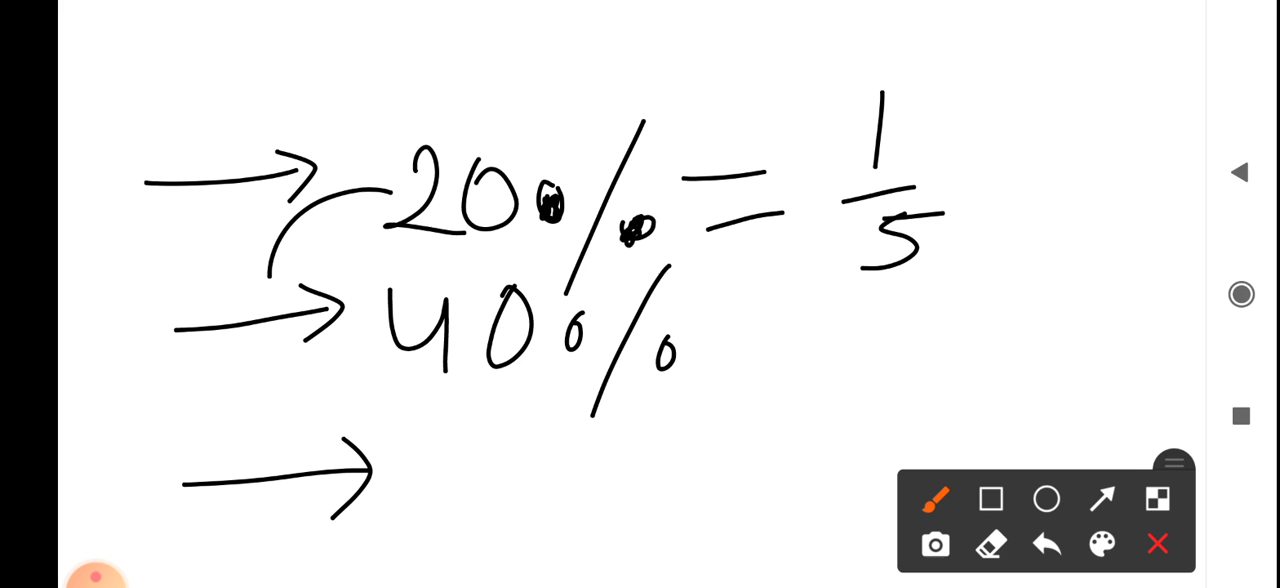 → 20% = 1/5
→ 40%
→